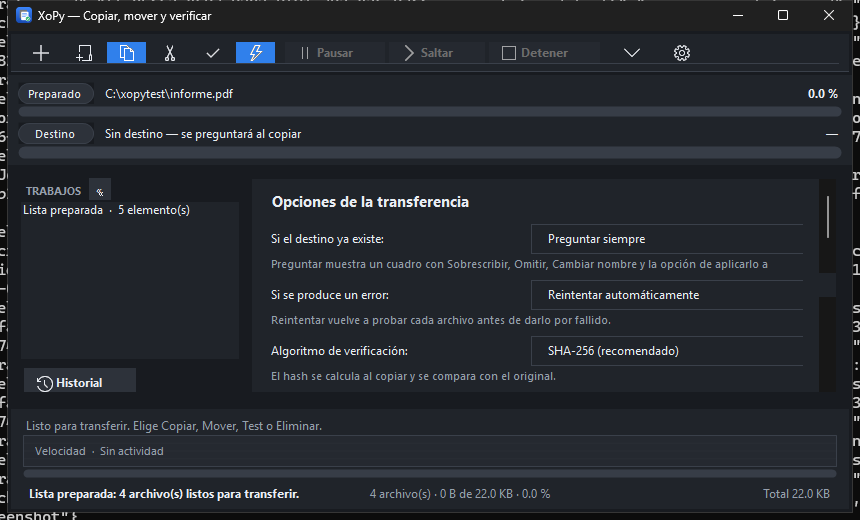 XoPy — Copiar, mover y verificar
Pausar
Saltar
Detener
Preparado
C:\xopytest\informe.pdf
0.0 %
Destino
Sin destino — se preguntará al copiar
—
TRABAJOS
Lista preparada · 5 elemento(s)
Historial
Opciones de la transferencia
Si el destino ya existe:
Preguntar siempre
Preguntar muestra un cuadro con Sobrescribir, Omitir, Cambiar nombre y la opción de aplicarlo a
Si se produce un error:
Reintentar automáticamente
Reintentar vuelve a probar cada archivo antes de darlo por fallido.
Algoritmo de verificación:
SHA-256 (recomendado)
El hash se calcula al copiar y se compara con el original.
Listo para transferir. Elige Copiar, Mover, Test o Eliminar.
Velocidad · Sin actividad
Lista preparada: 4 archivo(s) listos para transferir.
4 archivo(s) · 0 B de 22.0 KB · 0.0 %
Total 22.0 KB
eenshot"}